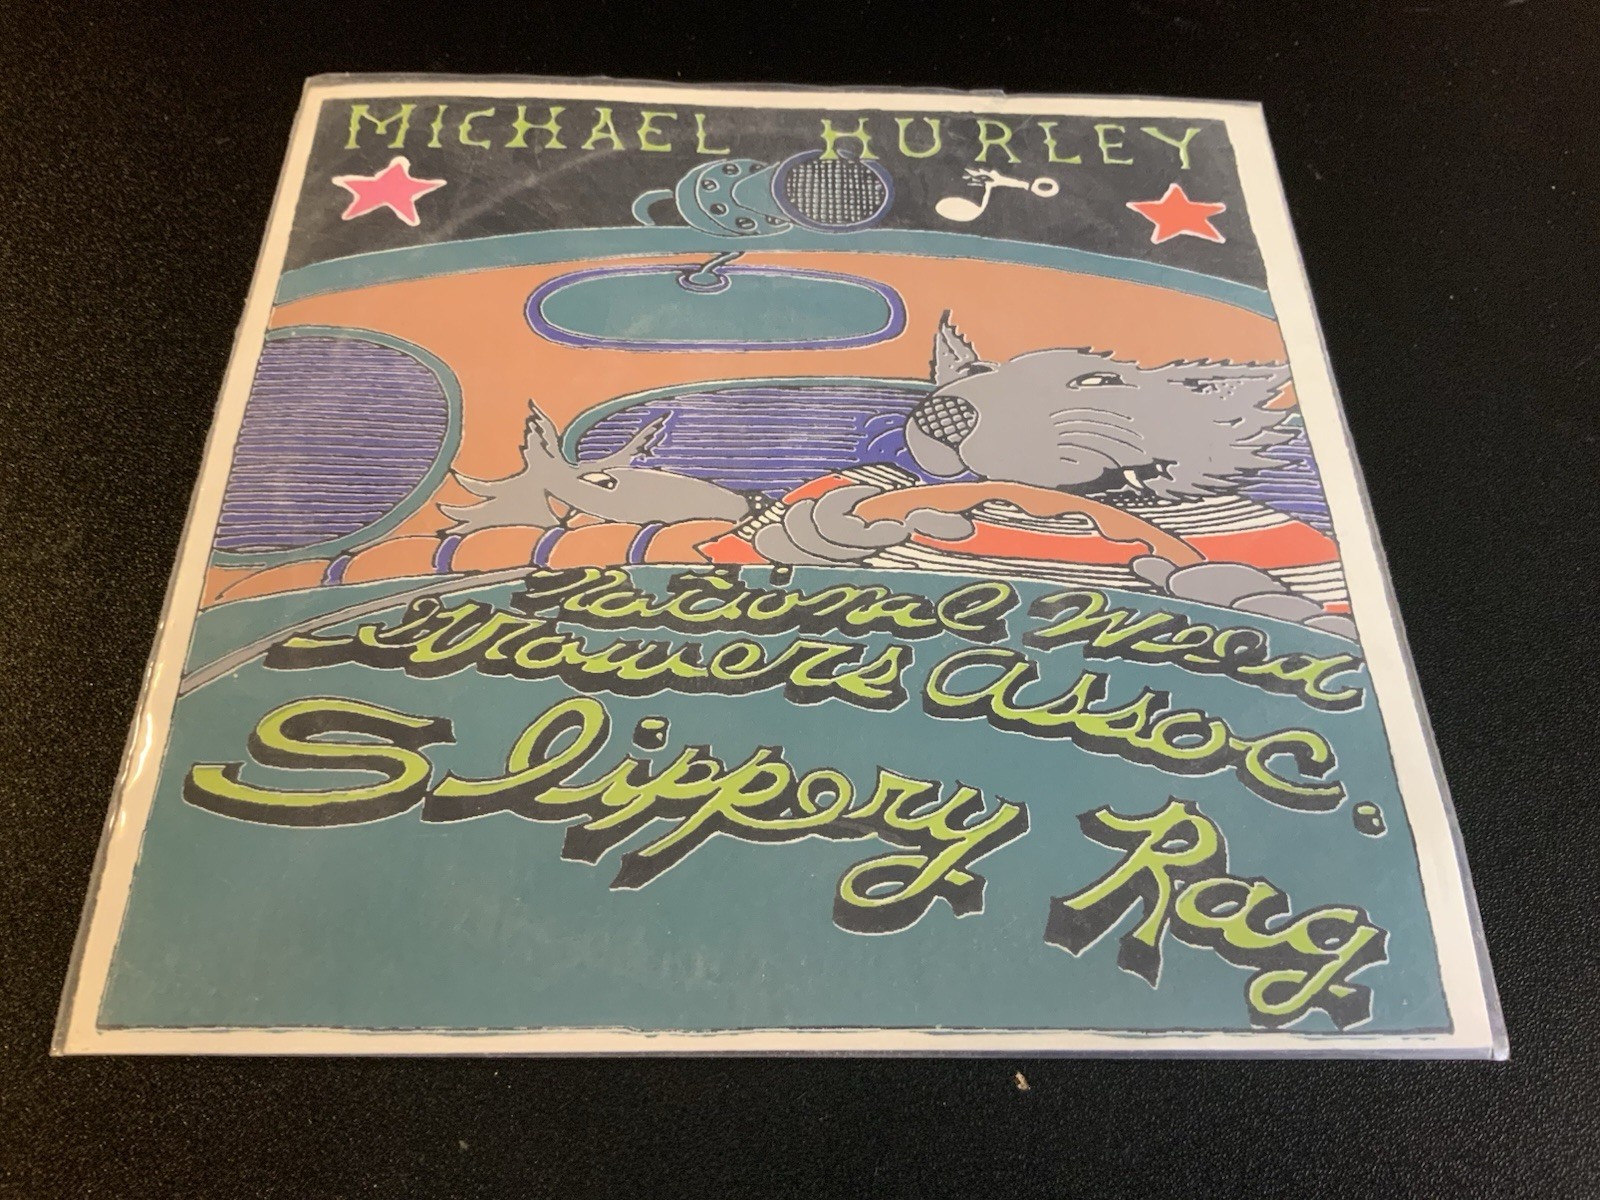 MICHAEL HURLEY
National Weed
Growers Assoc.
Slippery Rag